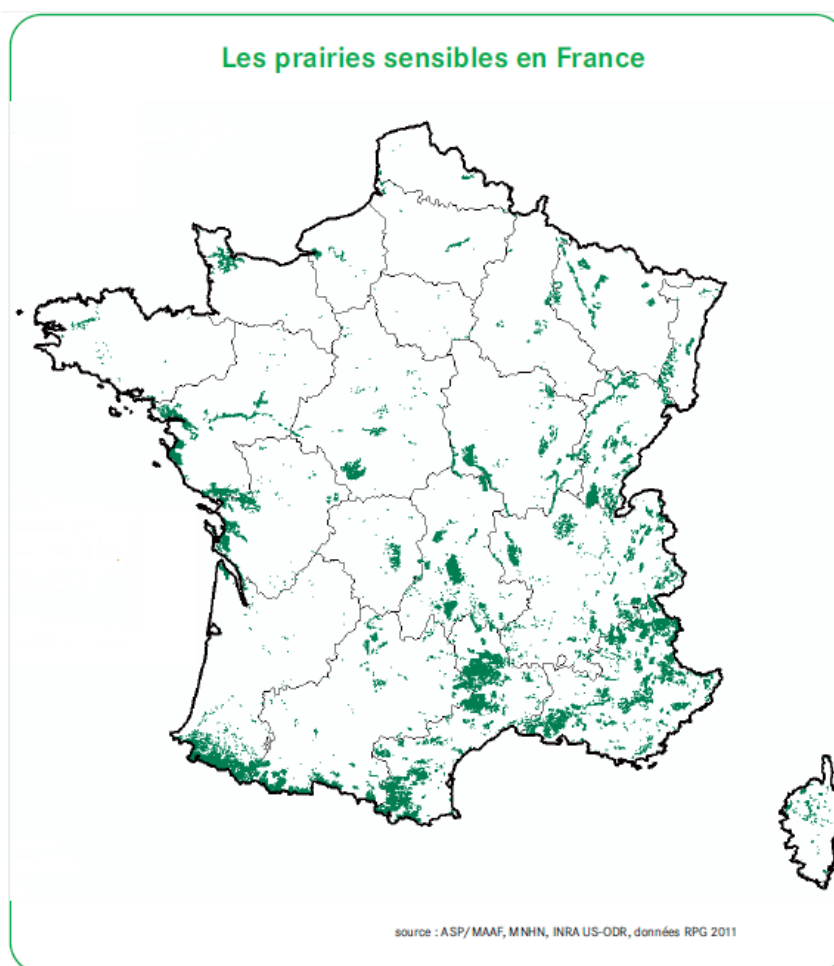 Les prairies sensibles en France
source : ASP/MAAF, MNHN, INRA US-ODR, données RPG 2011